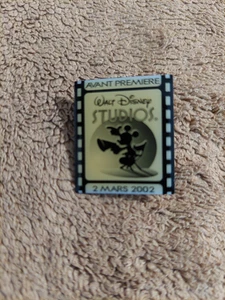 AVANT PREMIERE
Walt Disney
STUDIOS
2 MARS 2002